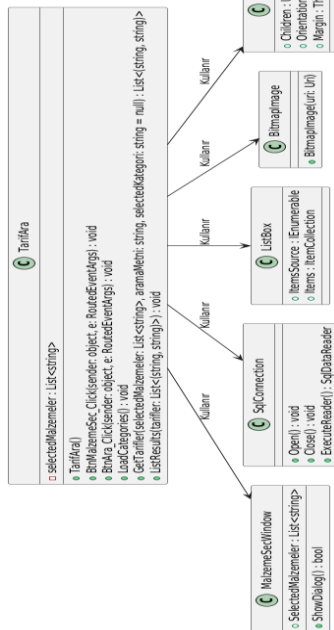 C TarifAra
selectedMalzemeler : List<string>
TarifAra()
BtnMalzemeSec_Click(sender: object, e: RoutedEventArgs) : void
BtnAra_Click(sender: object, e: RoutedEventArgs) : void
LoadCategories() : void
GetTarifler(selectedMalzemeler: List<string>, aramaMetni: string, selectedKategori: string = null) : List<(string, string)>
ListResults(tarifler: List<(string, string)>) : void
Kullanır
Kullanır
Kullanır
Kullanır
Kullanır
C MalzemeSecWindow
SelectedMalzemeler : List<string>
ShowDialog() : bool
C SqlConnection
Open() : void
Close() : void
ExecuteReader() : SqlDataReader
C ListBox
ItemsSource : IEnumerable
Items : ItemCollection
C BitmapImage
BitmapImage(uri: Uri)
C
Children :
Orientation
Margin :